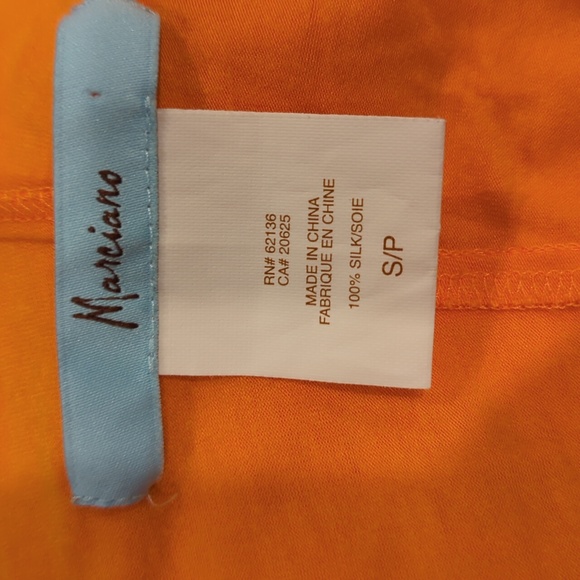 Marciano
RN# 62136
CA# 20625
MADE IN CHINA
FABRIQUE EN CHINE
100% SILK/SOIE
S/P